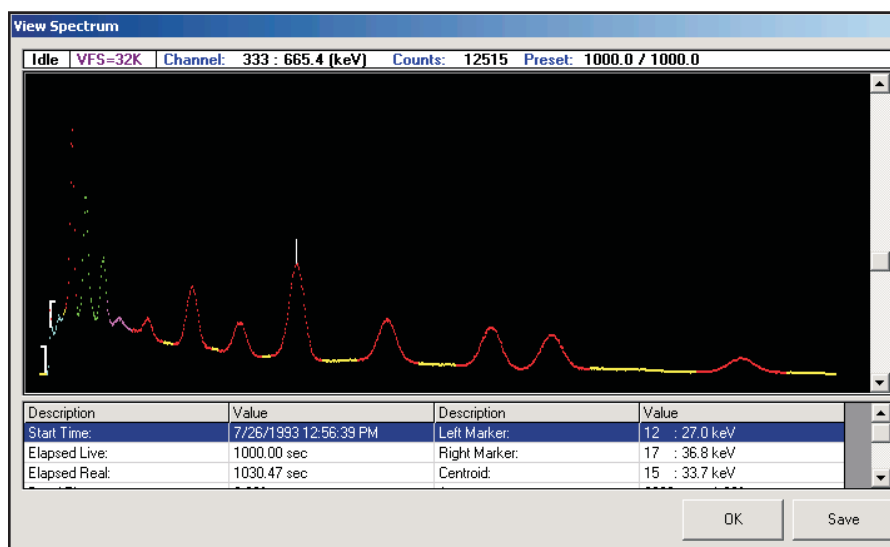 View Spectrum
Idle VFS=32K Channel: 333 : 665.4 (keV) Counts: 12515 Preset: 1000.0 / 1000.0
Description Value Description Value
Start Time: 7/26/1993 12:56:39 PM Left Marker: 12 : 27.0 keV
Elapsed Live: 1000.00 sec Right Marker: 17 : 36.8 keV
Elapsed Real: 1030.47 sec Centroid: 15 : 33.7 keV
OK Save